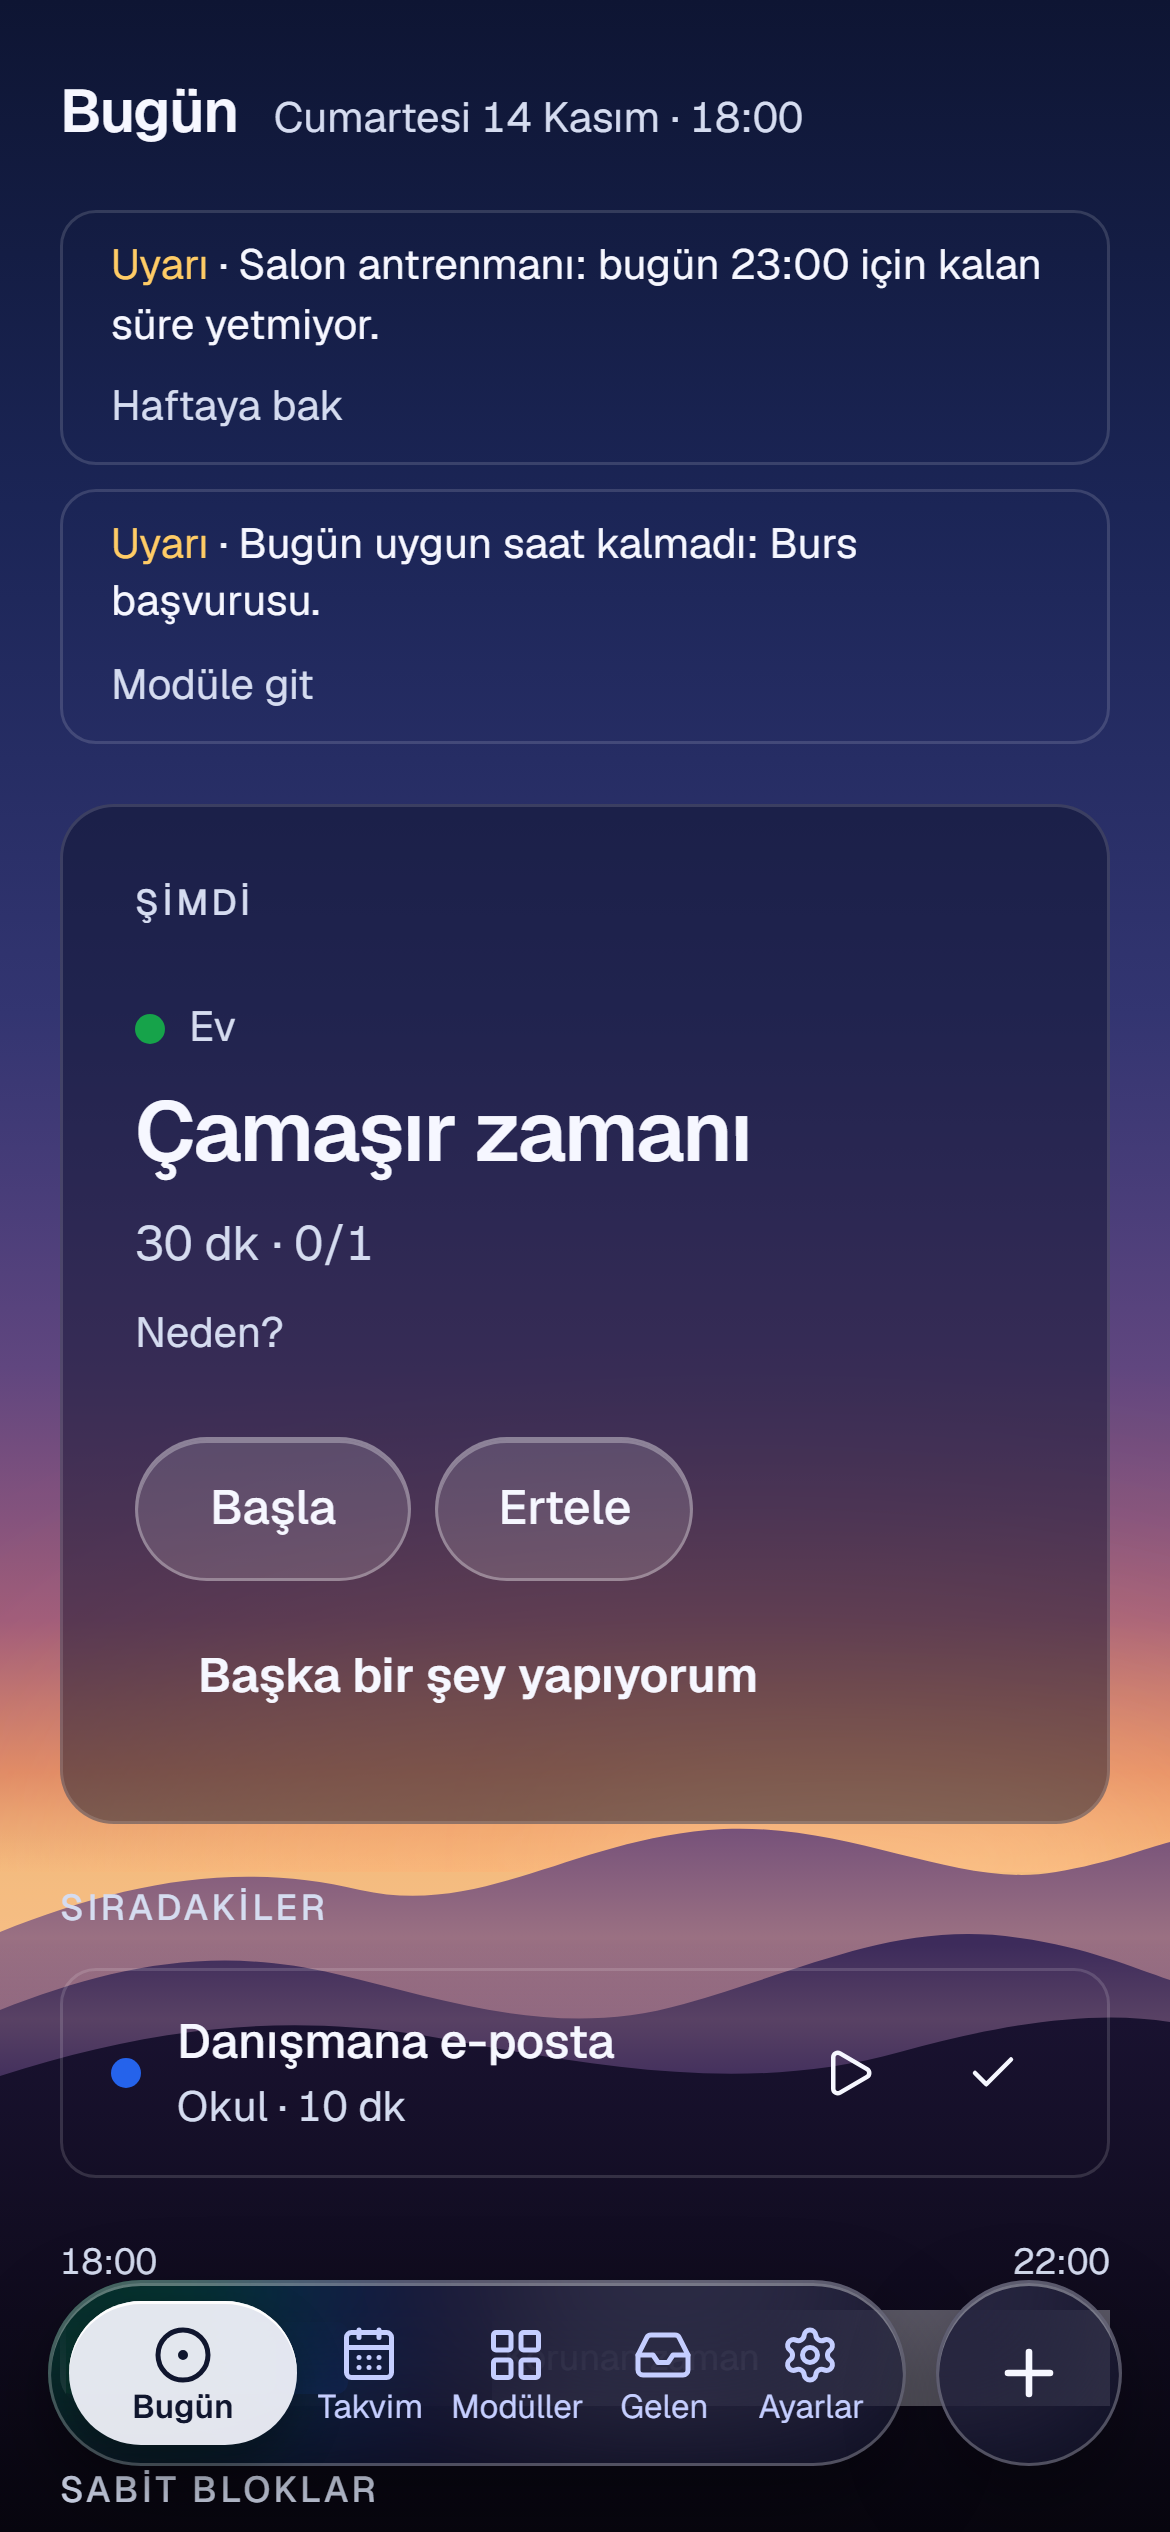 Bugün Cumartesi 14 Kasım · 18:00
Uyarı · Salon antrenmanı: bugün 23:00 için kalan
süre yetmiyor.
Haftaya bak
Uyarı · Bugün uygun saat kalmadı: Burs
başvurusu.
Modüle git
ŞİMDİ
Ev
Çamaşır zamanı
30 dk · 0/1
Neden?
Başla Ertele
Başka bir şey yapıyorum
SIRADAKİLER
Danışmana e-posta
Okul · 10 dk
18:00 22:00
Bugün Takvim Modüller Gelen Ayarlar
SABİT BLOKLAR